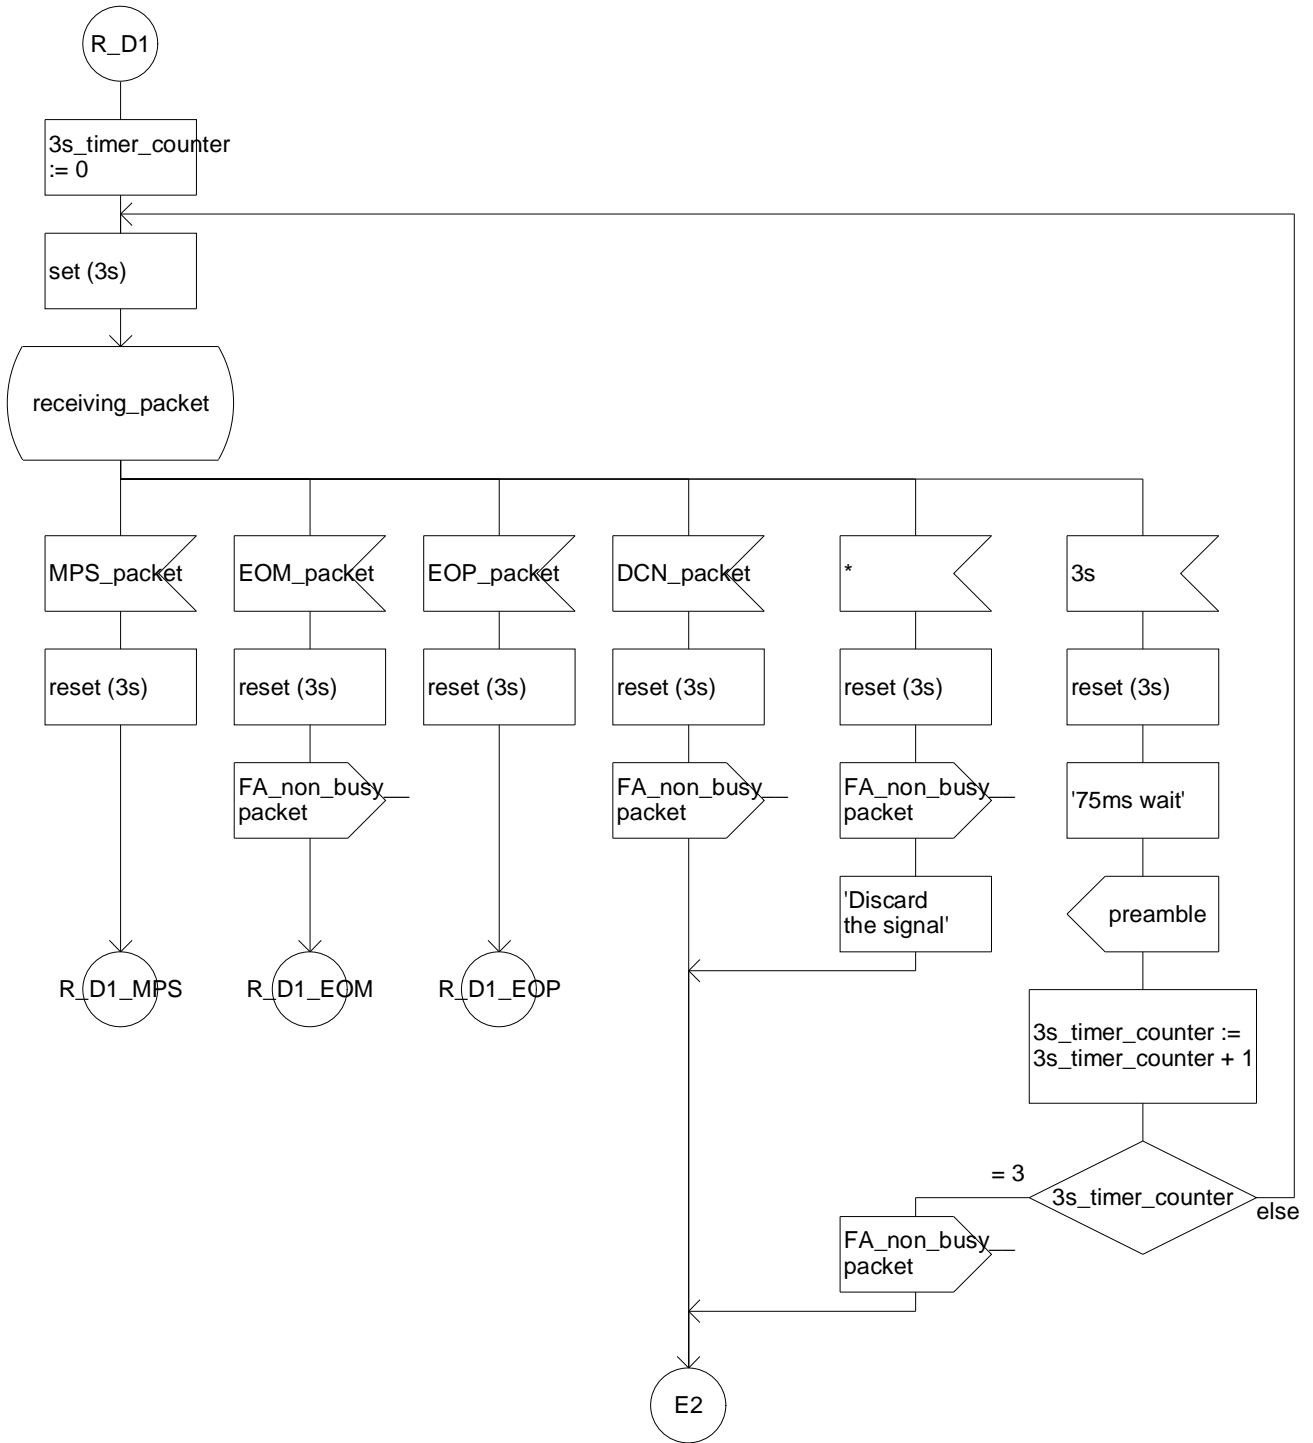 R_D1
3s_timer_counter
:= 0
set (3s)
receiving_packet
MPS_packet
EOM_packet
EOP_packet
DCN_packet
*
3s
reset (3s)
reset (3s)
reset (3s)
reset (3s)
reset (3s)
reset (3s)
FA_non_busy__
packet
FA_non_busy__
packet
FA_non_busy__
packet
'75ms wait'
'Discard
the signal'
preamble
R_D1_MPS
R_D1_EOM
R_D1_EOP
3s_timer_counter :=
3s_timer_counter + 1
= 3
3s_timer_counter
else
FA_non_busy__
packet
E2